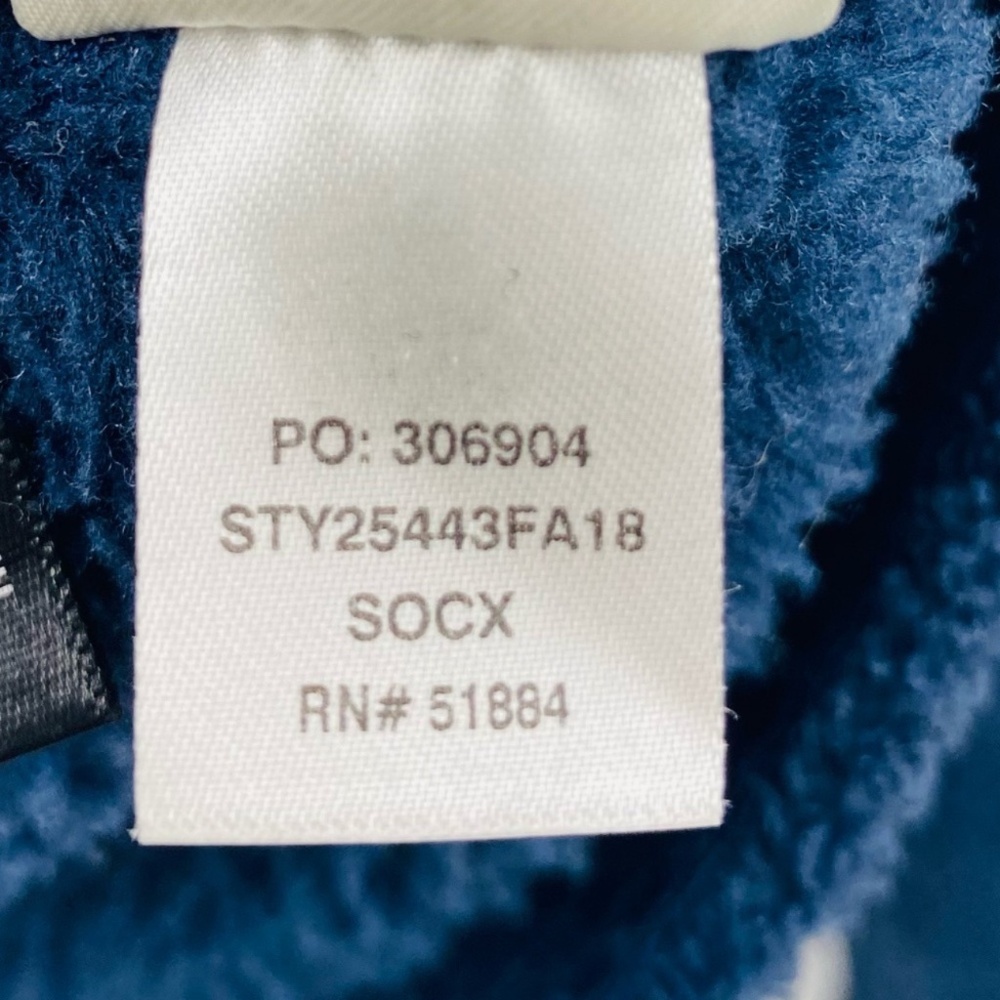 PO: 306904
STY25443FA18
SOCX
RN# 51884